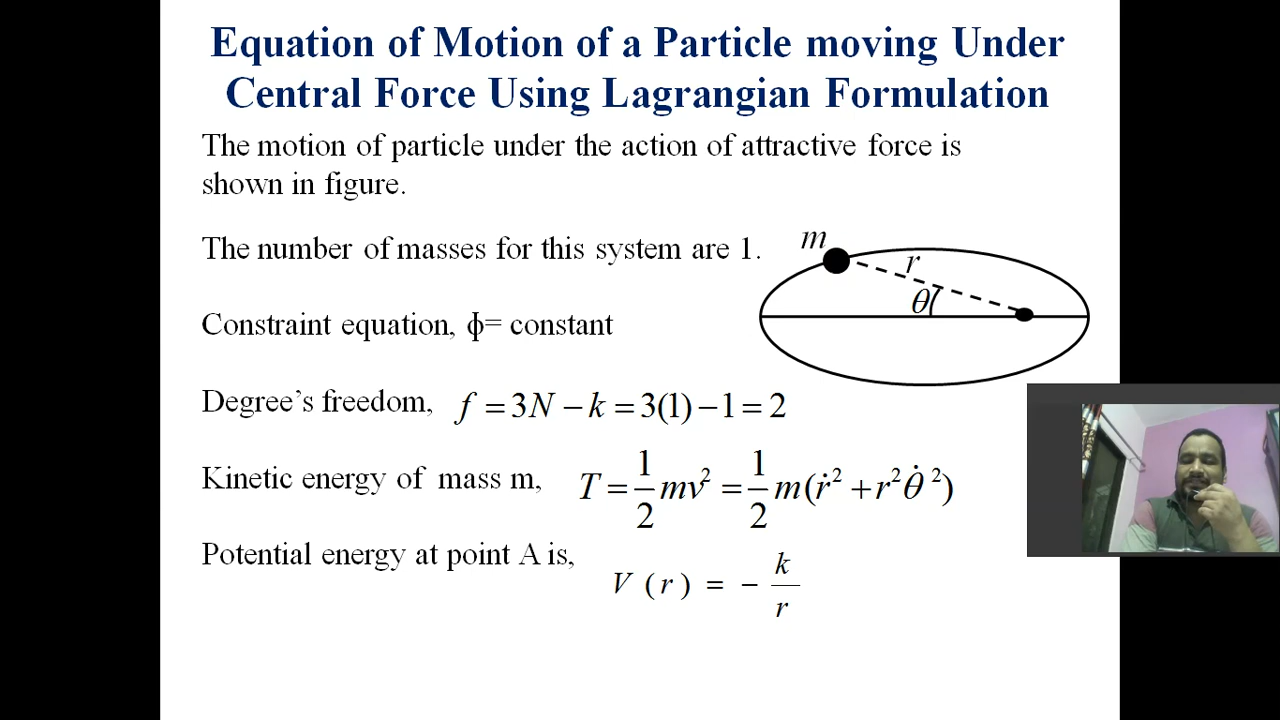 Equation of Motion of a Particle moving Under
Central Force Using Lagrangian Formulation
The motion of particle under the action of attractive force is
shown in figure.
The number of masses for this system are 1.
m
r
θ
Constraint equation, ϕ= constant
Degree’s freedom, f = 3N − k = 3(1) − 1 = 2
Kinetic energy of mass m, T = 1/2 mv² = 1/2 m(ṙ² + r²θ̇²)
Potential energy at point A is, V (r) = − k/r